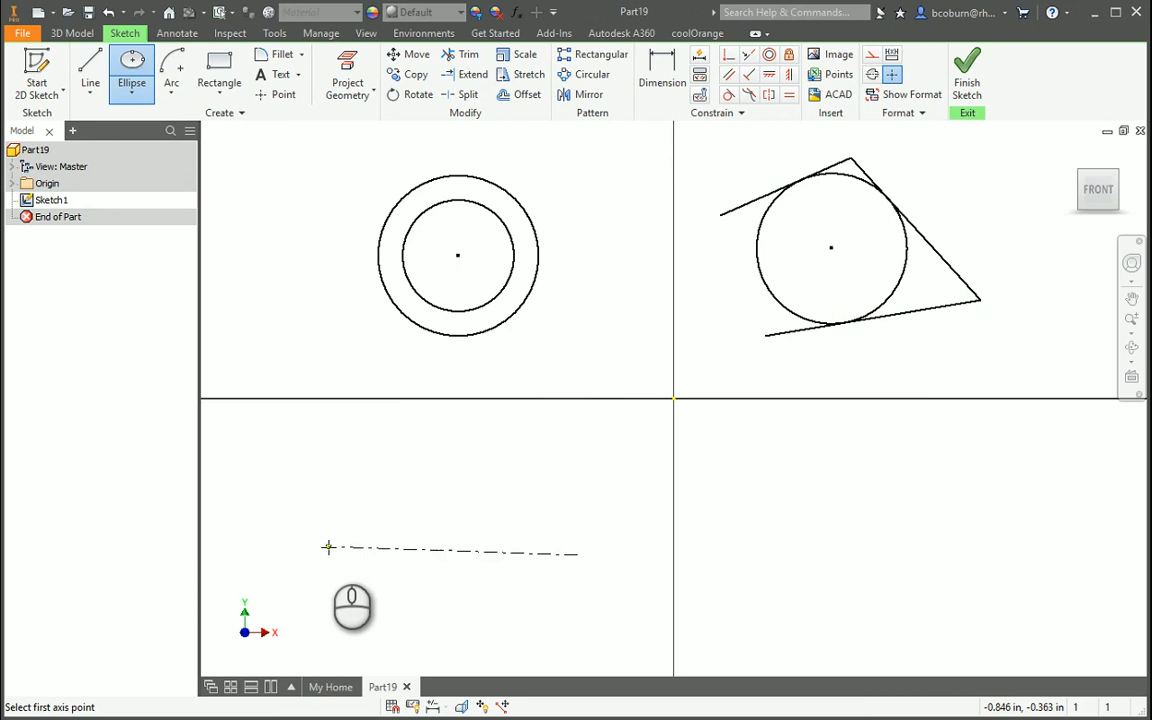 PRO
Material
Default
Part19
Search Help & Commands...
bcoburn@rh...
File
3D Model
Sketch
Annotate
Inspect
Tools
Manage
View
Environments
Get Started
Add-Ins
Autodesk A360
coolOrange
Start
2D Sketch
Line
Ellipse
Arc
Rectangle
Fillet
Text
Point
Project
Geometry
Move
Copy
Rotate
Trim
Extend
Split
Scale
Stretch
Offset
Rectangular
Circular
Mirror
Dimension
Image
Points
ACAD
Show Format
Finish
Sketch
Sketch
Create
Modify
Pattern
Constrain
Insert
Format
Exit
Model
Part19
View: Master
Origin
Sketch1
End of Part
FRONT
Y
X
My Home
Part19
Select first axis point
-0.846 in, -0.363 in
1
1